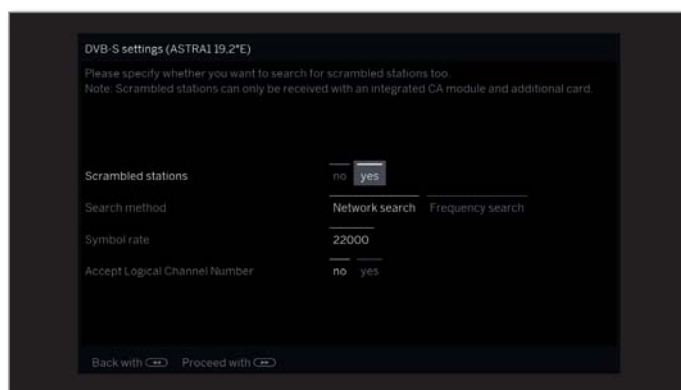 DVB-S settings (ASTRA1 19.2°E)
Please specify whether you want to search for scrambled stations too.
Note: Scrambled stations can only be received with an integrated CA module and additional card.
Scrambled stations no yes
Search method Network search Frequency search
Symbol rate 22000
Accept Logical Channel Number no yes
Back with Proceed with